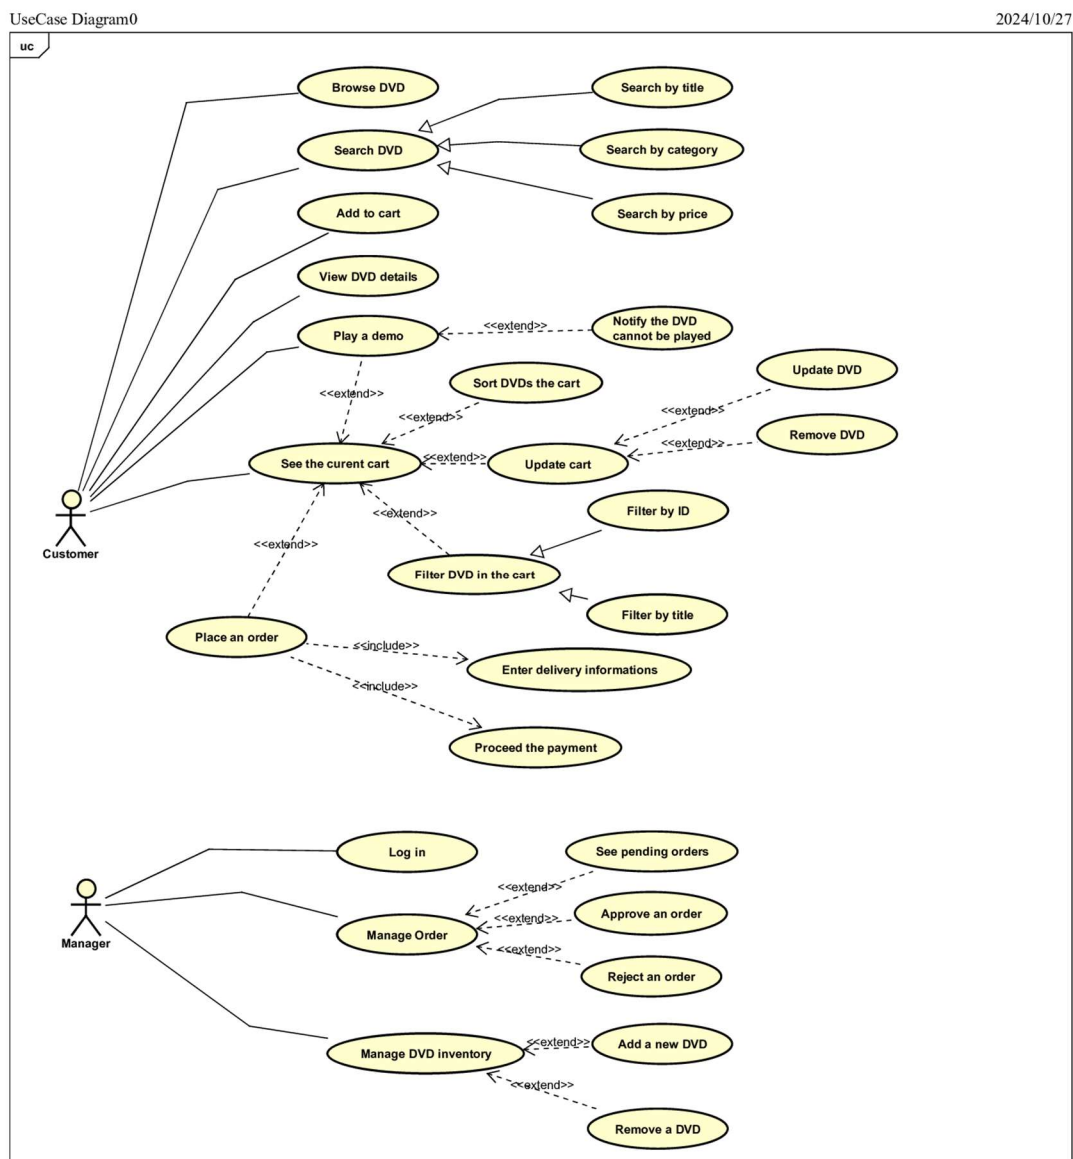 UseCase Diagram0
2024/10/27
uc
Browse DVD
Search by title
Search DVD
Search by category
Add to cart
Search by price
View DVD details
Play a demo
<<extend>>
Notify the DVD
cannot be played
<<extend>>
Sort DVDs the cart
<<extend>>
Update DVD
<<extend>>
See the curent cart
<<extend>>
Update cart
<<extend>>
Remove DVD
Customer
<<extend>>
<<extend>>
Filter by ID
Filter DVD in the cart
Filter by title
Place an order
<<include>>
Enter delivery informations
<<include>>
Proceed the payment
Log in
See pending orders
Manager
<<extend>>
Manage Order
<<extend>>
Approve an order
<<extend>>
Reject an order
Manage DVD inventory
<<extend>>
Add a new DVD
<<extend>>
Remove a DVD